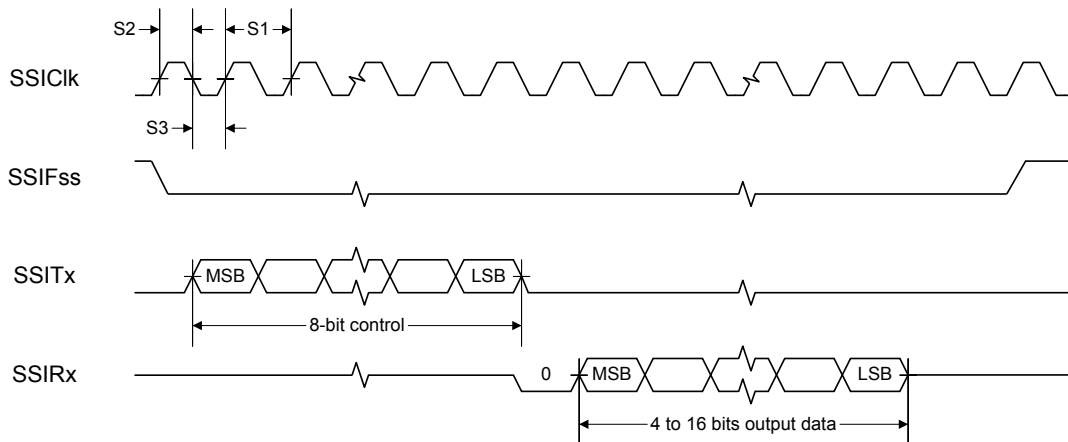 S2
S1
SSIClk
S3
SSIFss
SSITx
MSB
LSB
8-bit control
SSIRx
0
MSB
LSB
4 to 16 bits output data